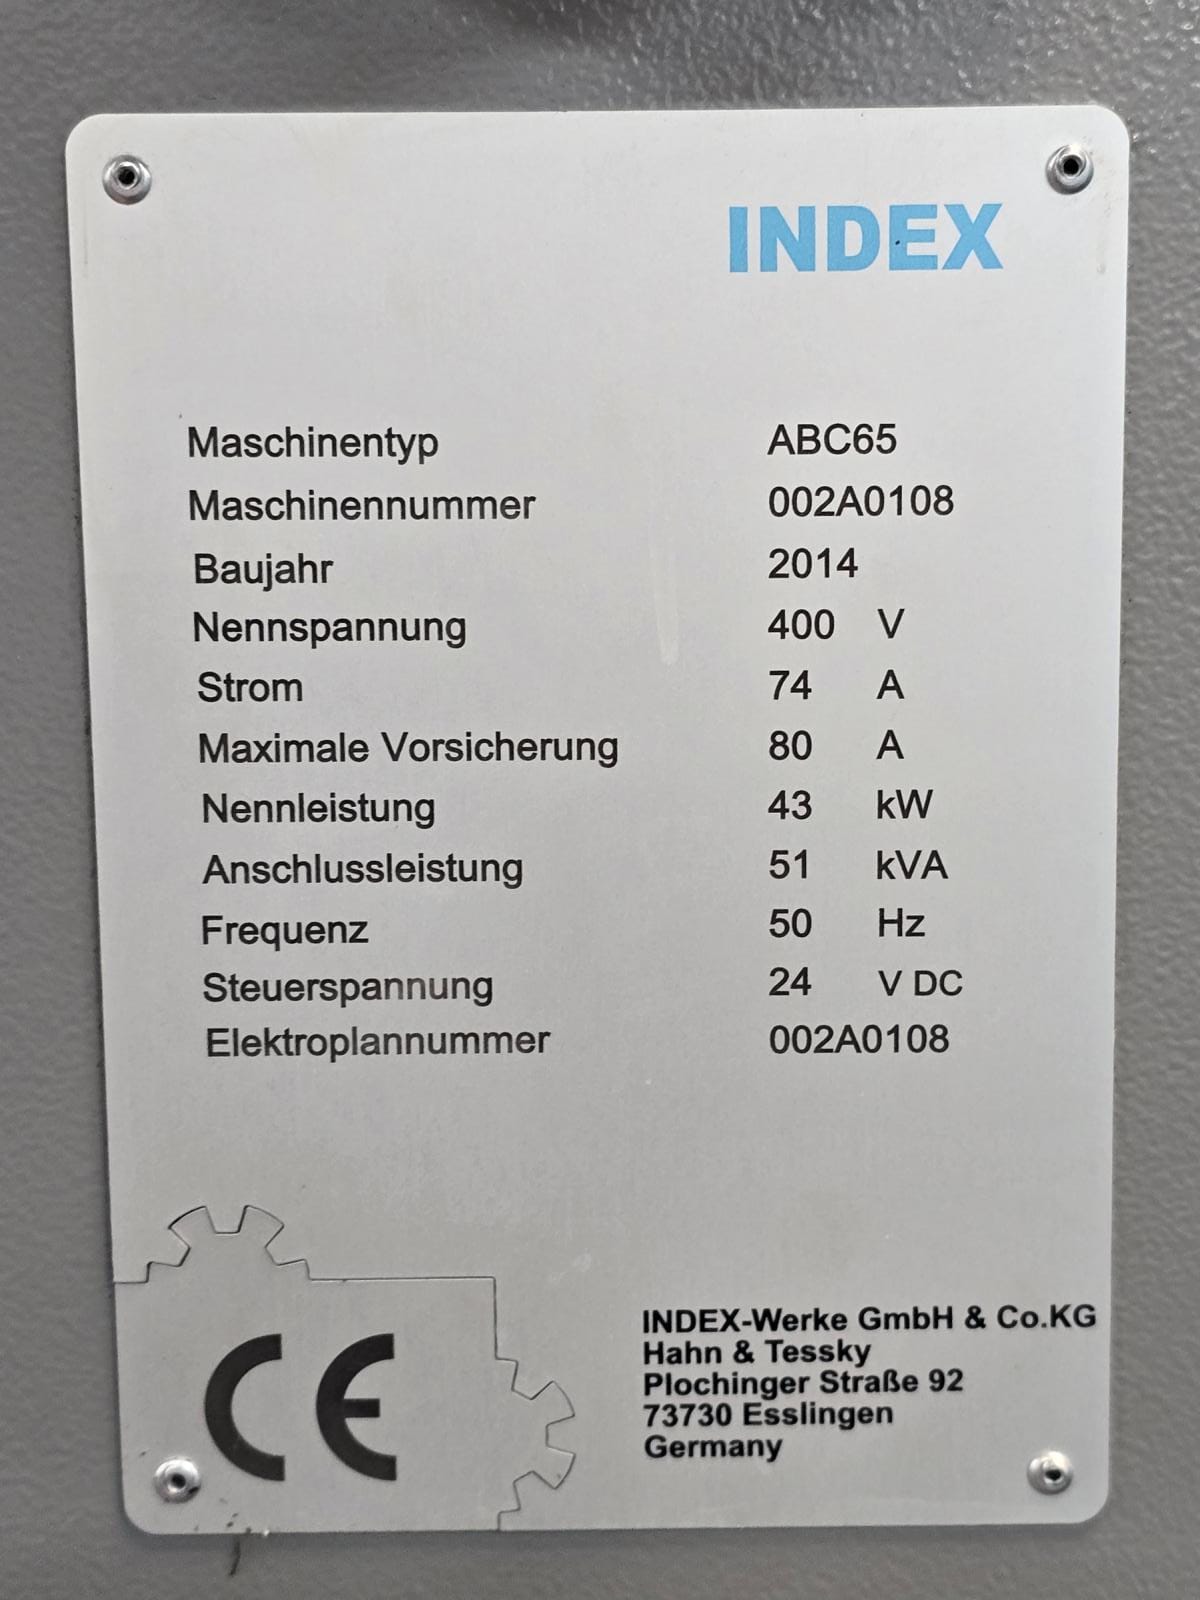 INDEX
Maschinentyp ABC65
Maschinennummer 002A0108
Baujahr 2014
Nennspannung 400 V
Strom 74 A
Maximale Vorsicherung 80 A
Nennleistung 43 kW
Anschlussleistung 51 kVA
Frequenz 50 Hz
Steuerspannung 24 V DC
Elektroplannummer 002A0108
CE
INDEX-Werke GmbH & Co.KG
Hahn & Tessky
Plochinger Straße 92
73730 Esslingen
Germany